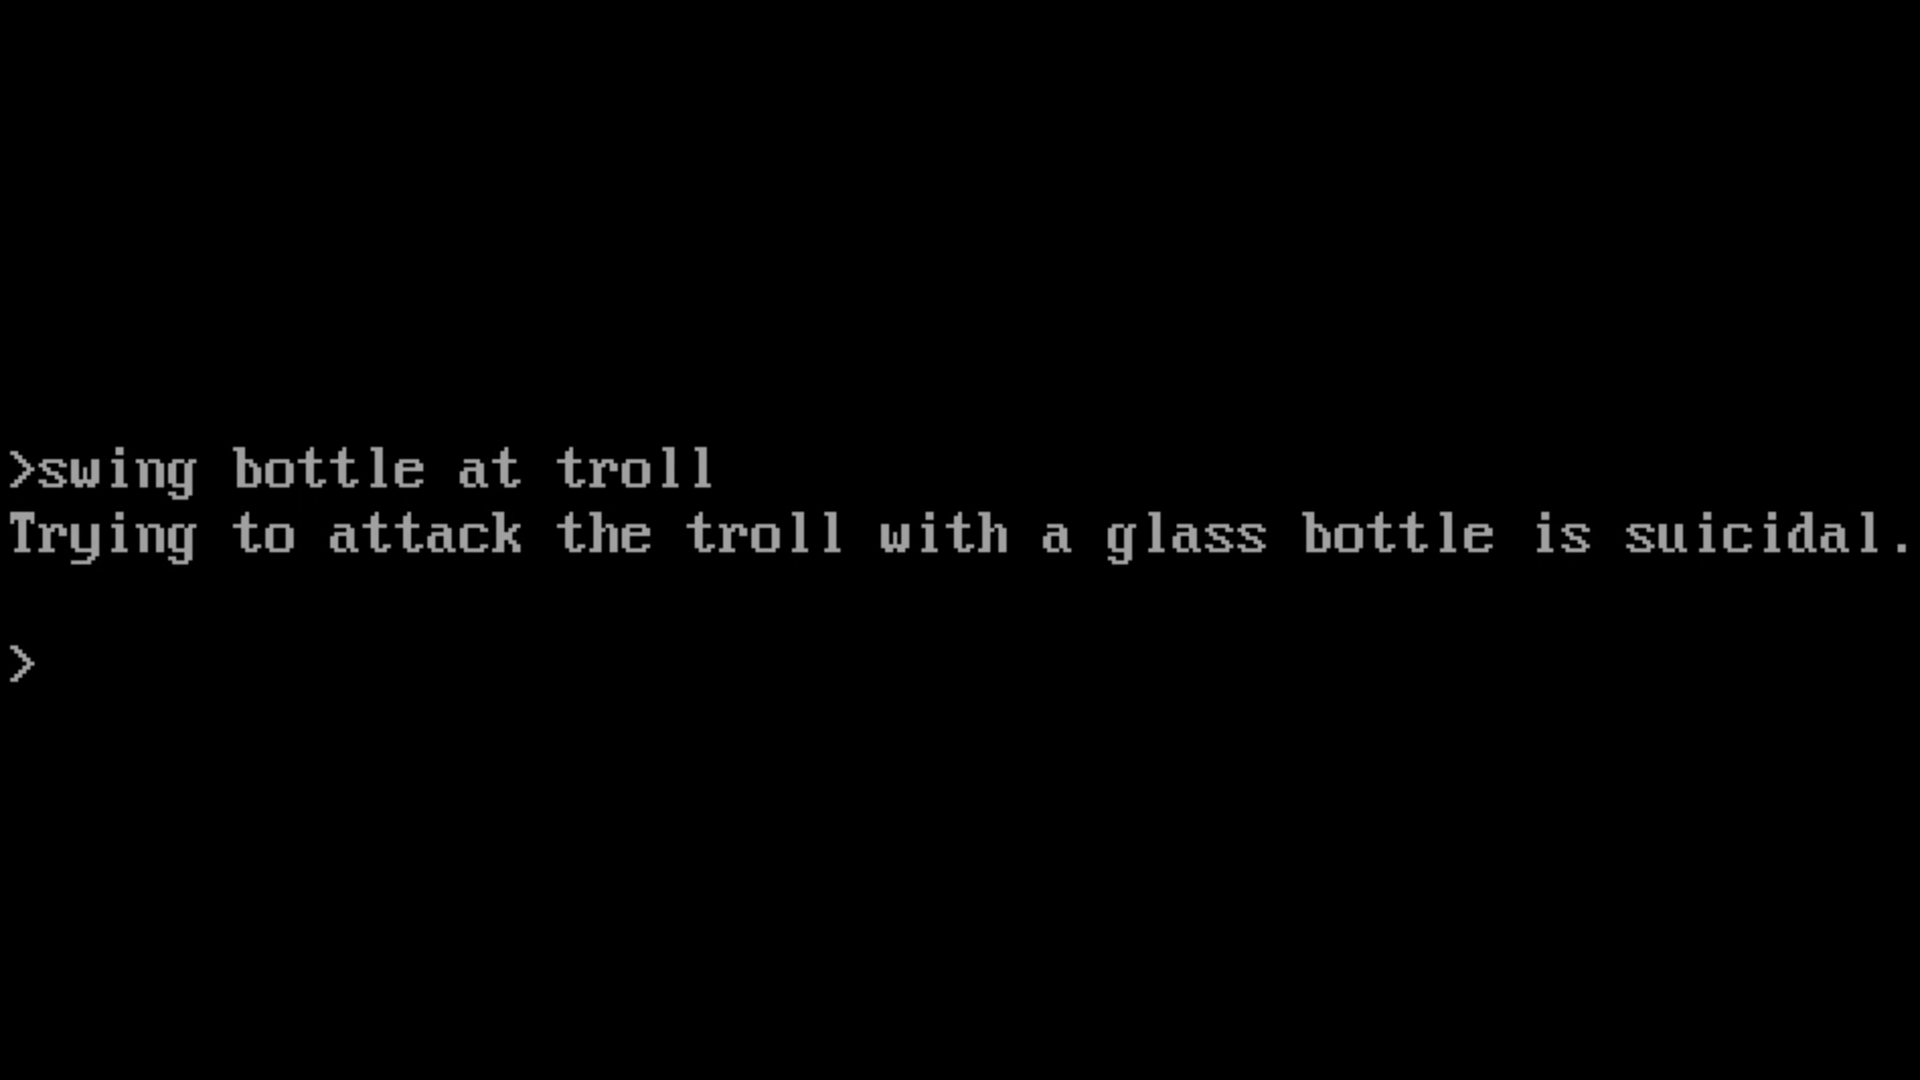 >swing bottle at troll
Trying to attack the troll with a glass bottle is suicidal.
>